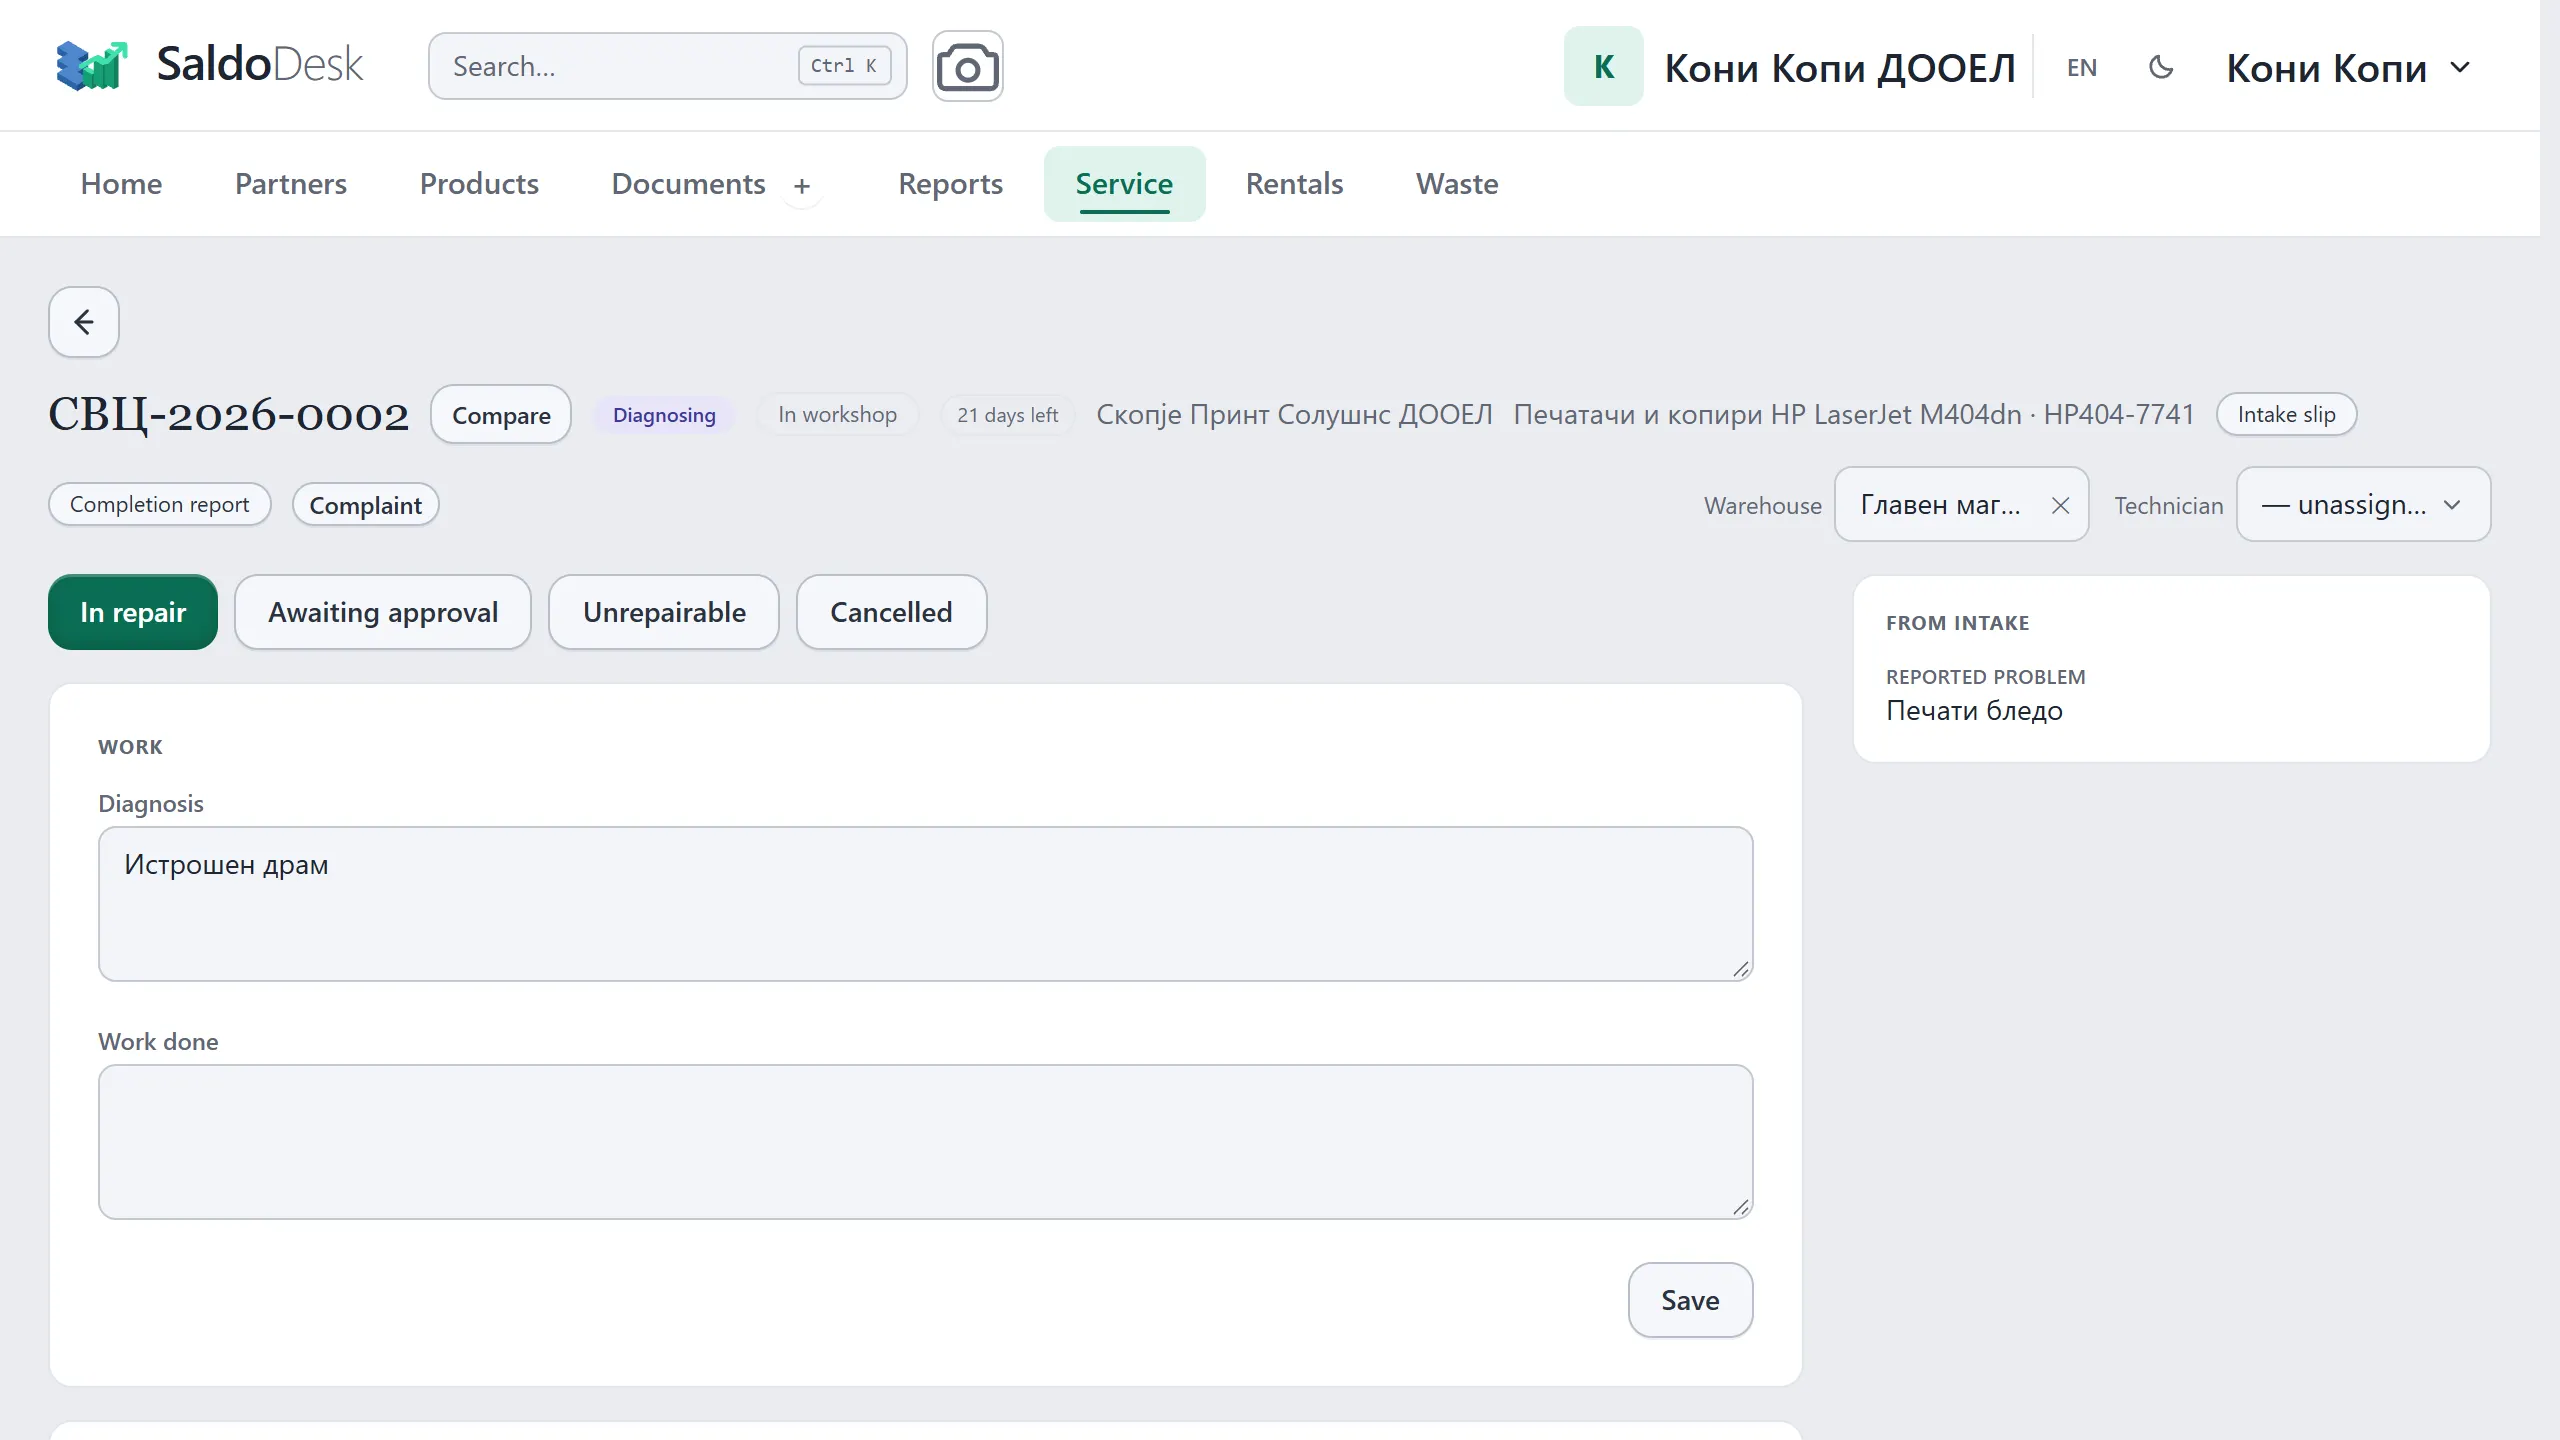 SaldoDesk
Search... Ctrl K
K Кони Копи ДООЕЛ EN Кони Копи
Home Partners Products Documents + Reports Service Rentals Waste
СВЦ-2026-0002 Compare Diagnosing In workshop 21 days left Скопје Принт Солушнс ДООЕЛ Печатачи и копири HP LaserJet M404dn · HP404-7741 Intake slip
Completion report Complaint Warehouse Главен маг... Technician — unassign...
In repair Awaiting approval Unrepairable Cancelled
FROM INTAKE
REPORTED PROBLEM
Печати бледо
WORK
Diagnosis
Истрошен драм
Work done
Save